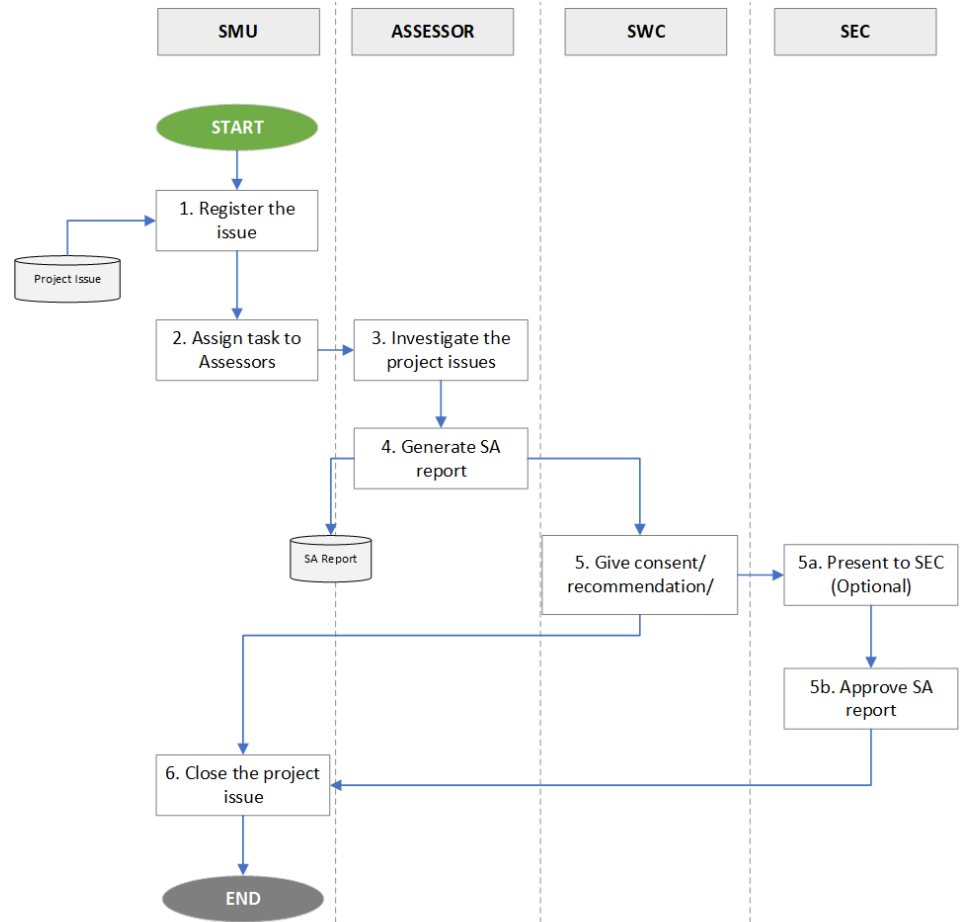 SMU
ASSESSOR
SWC
SEC
START
1. Register the
issue
Project Issue
2. Assign task to
Assessors
3. Investigate the
project issues
4. Generate SA
report
SA Report
5. Give consent/
recommendation/
5a. Present to SEC
(Optional)
5b. Approve SA
report
6. Close the project
issue
END